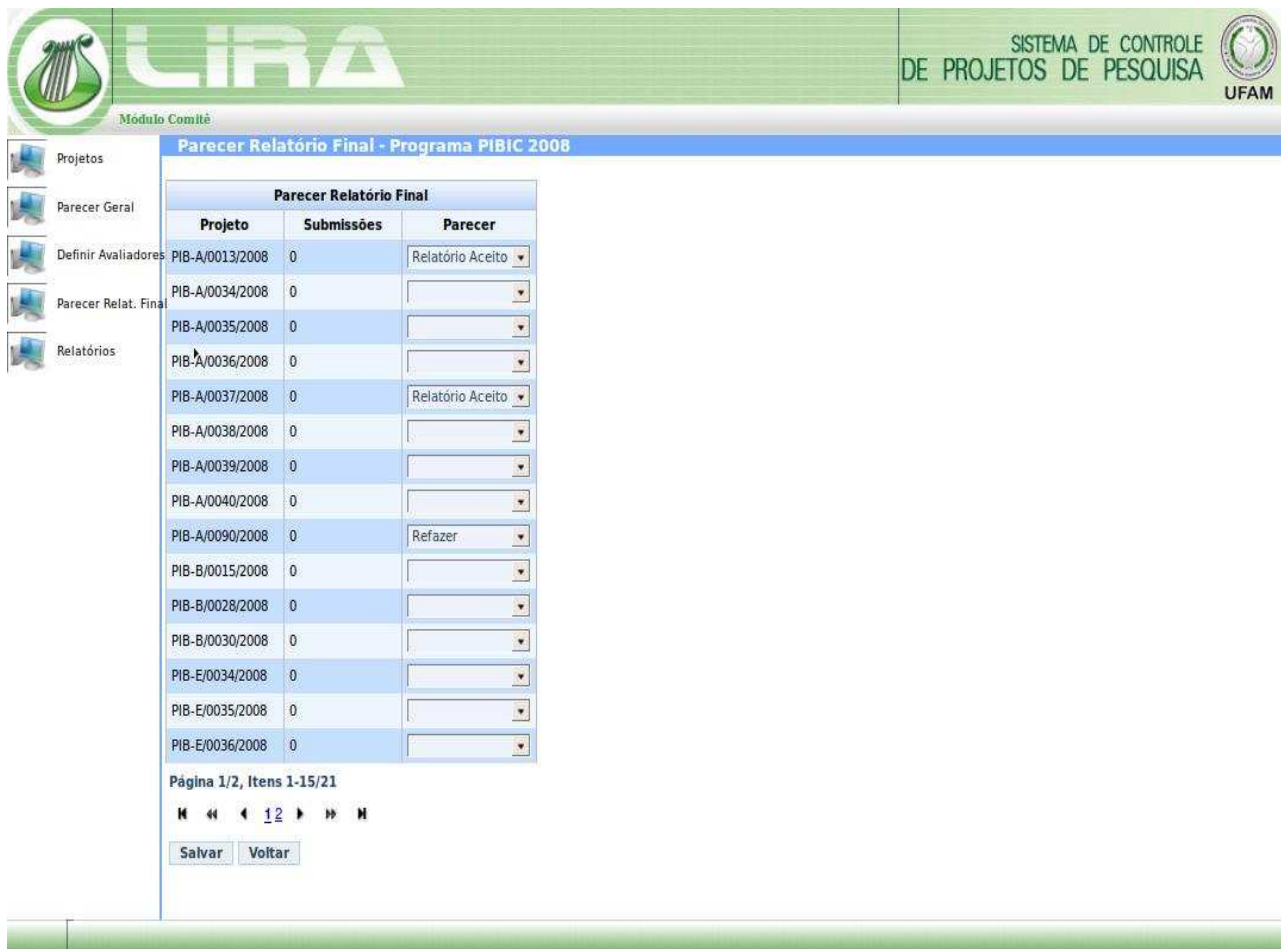 LIRA
SISTEMA DE CONTROLE
DE PROJETOS DE PESQUISA
UFAM
Módulo Comitê
Projetos
Parecer Geral
Definir Avaliadores
Parecer Relat. Final
Relatórios
Parecer Relatório Final - Programa PIBIC 2008
Parecer Relatório Final
Projeto Submissões Parecer
PIB-A/0013/2008 0 Relatório Aceito
PIB-A/0034/2008 0
PIB-A/0035/2008 0
PIB-A/0036/2008 0
PIB-A/0037/2008 0 Relatório Aceito
PIB-A/0038/2008 0
PIB-A/0039/2008 0
PIB-A/0040/2008 0
PIB-A/0090/2008 0 Refazer
PIB-B/0015/2008 0
PIB-B/0028/2008 0
PIB-B/0030/2008 0
PIB-E/0034/2008 0
PIB-E/0035/2008 0
PIB-E/0036/2008 0
Página 1/2, Itens 1-15/21
1 2
Salvar Voltar